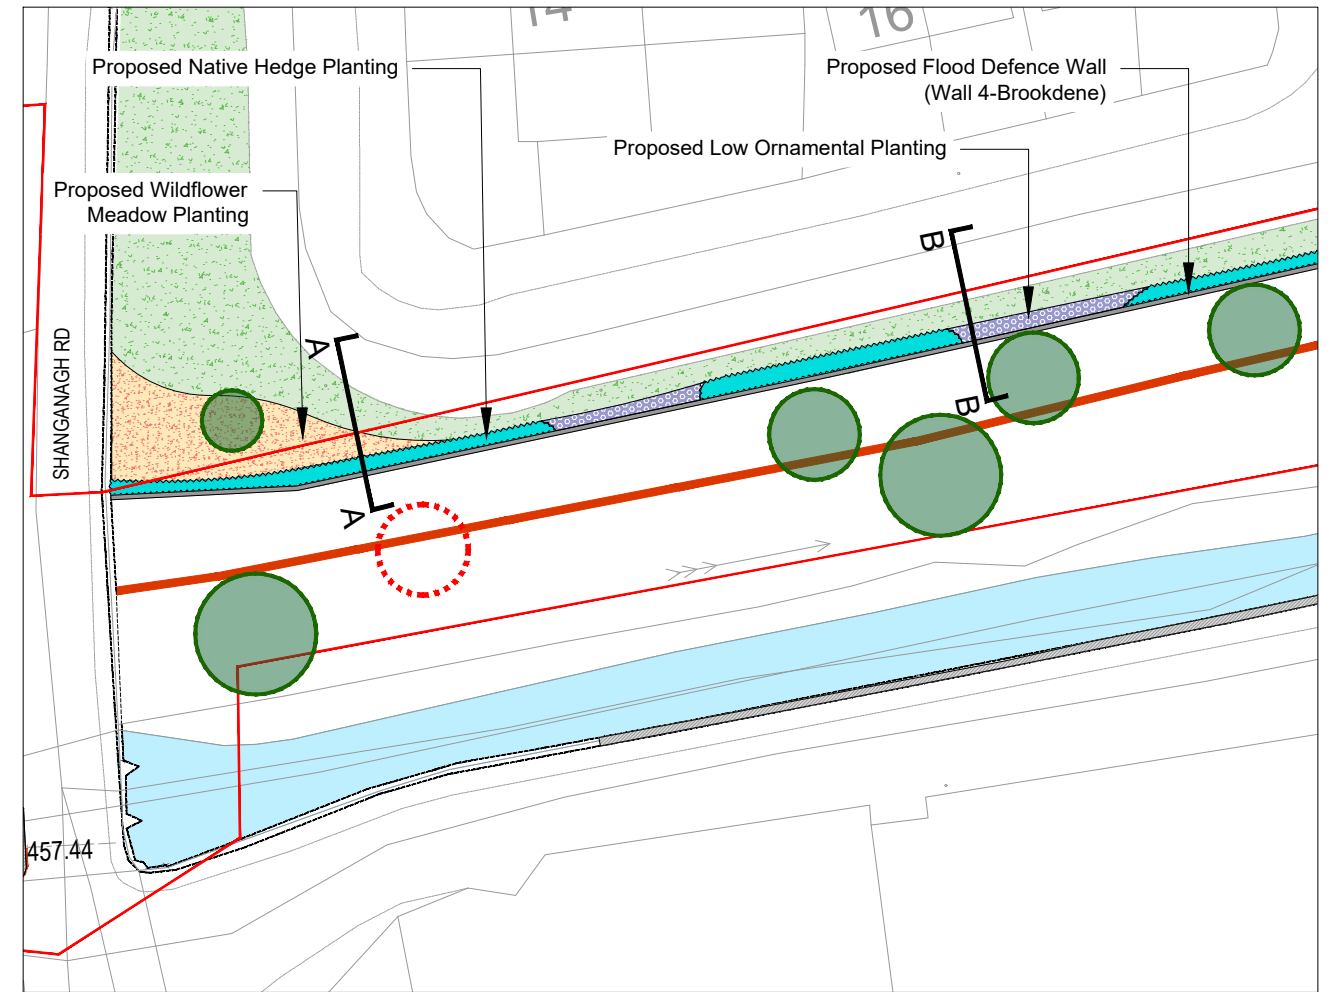 14
16
Proposed Native Hedge Planting
Proposed Flood Defence Wall
(Wall 4-Brookdene)
Proposed Low Ornamental Planting
Proposed Wildflower
Meadow Planting
B
A
SHANGANAGH RD
B
A
457.44